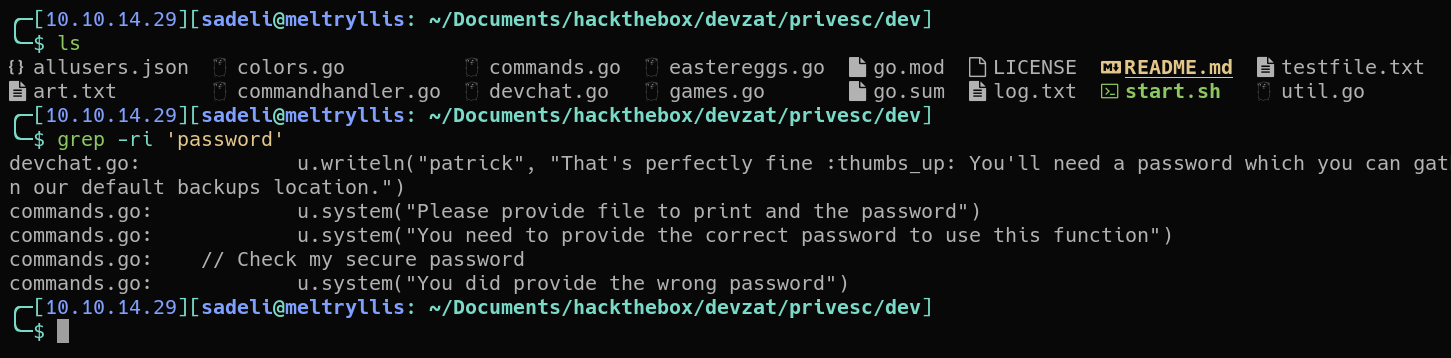 [10.10.14.29][sadeli@meltryllis: ~/Documents/hackthebox/devzat/privesc/dev]
$ ls
allusers.json colors.go commands.go eastereggs.go go.mod LICENSE README.md testfile.txt
art.txt commandhandler.go devchat.go games.go go.sum log.txt start.sh util.go
[10.10.14.29][sadeli@meltryllis: ~/Documents/hackthebox/devzat/privesc/dev]
$ grep -ri 'password'
devchat.go: u.writeln("patrick", "That's perfectly fine :thumbs_up: You'll need a password which you can gat
n our default backups location.")
commands.go: u.system("Please provide file to print and the password")
commands.go: u.system("You need to provide the correct password to use this function")
commands.go: // Check my secure password
commands.go: u.system("You did provide the wrong password")
[10.10.14.29][sadeli@meltryllis: ~/Documents/hackthebox/devzat/privesc/dev]
$